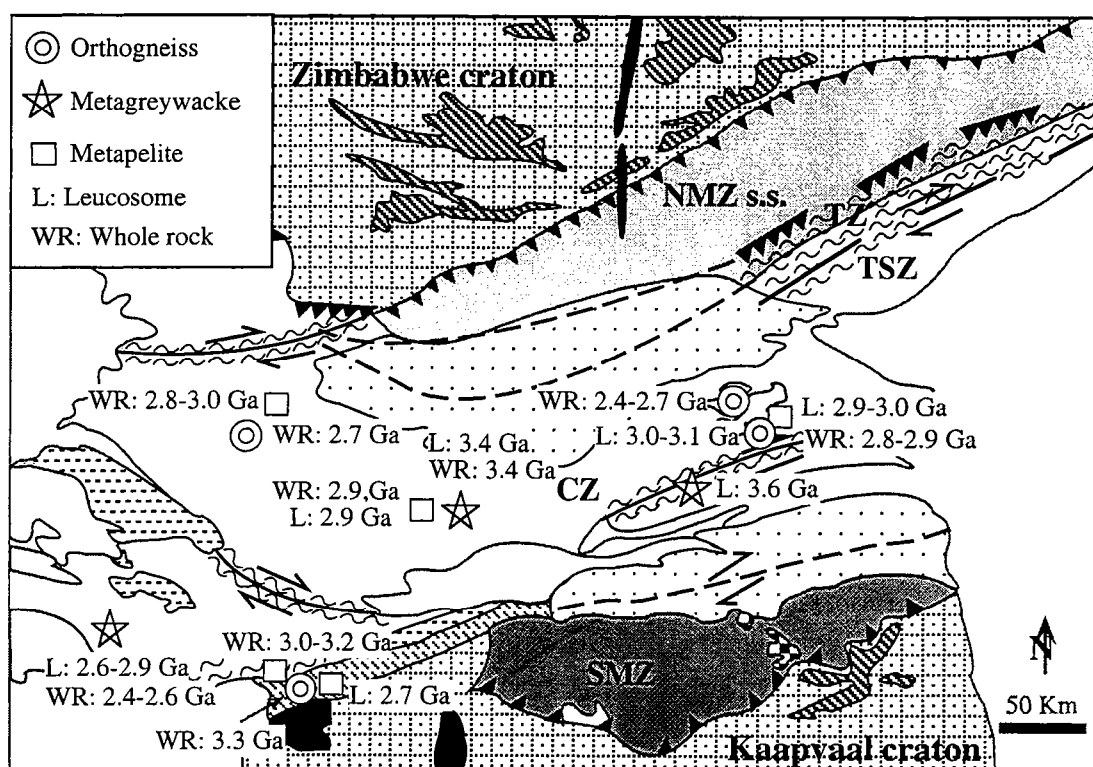 Orthogneiss
Metagreywacke
Metapelite
L: Leucosome
WR: Whole rock
Zimbabwe craton
NMZ s.s.
TZ
TSZ
WR: 2.8-3.0 Ga
WR: 2.7 Ga
L: 3.4 Ga
WR: 3.4 Ga
WR: 2.4-2.7 Ga
L: 3.0-3.1 Ga
L: 2.9-3.0 Ga
WR: 2.8-2.9 Ga
WR: 2.9 Ga
L: 2.9 Ga
CZ
L: 3.6 Ga
WR: 3.0-3.2 Ga
L: 2.6-2.9 Ga
WR: 2.4-2.6 Ga
L: 2.7 Ga
WR: 3.3 Ga
SMZ
N
50 Km
Kaapvaal craton